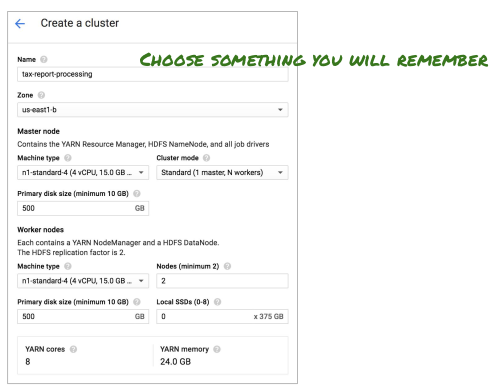 Create a cluster
CHOOSE SOMETHING YOU WILL REMEMBER
Name
tax-report-processing
Zone
us-east1-b
Master node
Contains the YARN Resource Manager, HDFS NameNode, and all job drivers
Machine type Cluster mode
n1-standard-4 (4 vCPU, 15.0 GB ... Standard (1 master, N workers)
Primary disk size (minimum 10 GB)
500 GB
Worker nodes
Each contains a YARN NodeManager and a HDFS DataNode.
The HDFS replication factor is 2.
Machine type Nodes (minimum 2)
n1-standard-4 (4 vCPU, 15.0 GB ... 2
Primary disk size (minimum 10 GB) Local SSDs (0-8)
500 GB 0 x 375 GB
YARN cores YARN memory
8 24.0 GB